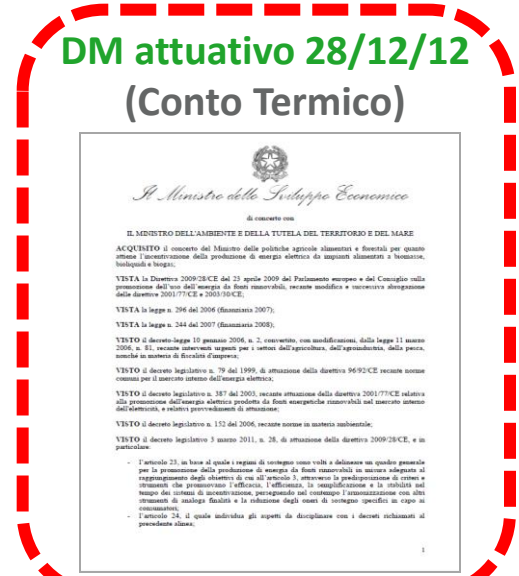 DM attuativo 28/12/12
(Conto Termico)
Il Ministro dello Sviluppo Economico
di concerto con
IL MINISTRO DELL'AMBIENTE E DELLA TUTELA DEL TERRITORIO E DEL MARE
ACQUISITO il concerto del Ministro delle politiche agricole alimentari e forestali per quanto
attiene l'incentivazione della produzione di energia elettrica da impianti alimentati a biomasse,
bioliquidi e biogas;
VISTA la Direttiva 2009/28/CE del 23 aprile 2009 del Parlamento europeo e del Consiglio sulla
promozione dell'uso dell'energia da fonti rinnovabili, recante modifica e successiva abrogazione
delle direttive 2001/77/CE e 2003/30/CE;
VISTA la legge n. 296 del 2006 (finanziaria 2007);
VISTA la legge n. 244 del 2007 (finanziaria 2008);
VISTO il decreto-legge 10 gennaio 2006, n. 2, convertito, con modificazioni, dalla legge 11 marzo
2006, n. 81, recante interventi urgenti per i settori dell'agricoltura, dell'agroindustria, della pesca,
nonché in materia di fiscalità d'impresa;
VISTO il decreto legislativo n. 79 del 1999, di attuazione della direttiva 96/92/CE recante norme
comuni per il mercato interno dell'energia elettrica;
VISTO il decreto legislativo n. 387 del 2003, recante attuazione della direttiva 2001/77/CE relativa
alla promozione dell'energia elettrica prodotta da fonti energetiche rinnovabili nel mercato interno
dell'elettricità, e relativi provvedimenti di attuazione;
VISTO il decreto legislativo n. 152 del 2006, recante norme in materia ambientale;
VISTO il decreto legislativo 3 marzo 2011, n. 28, di attuazione della direttiva 2009/28/CE, e in
particolare:
- l'articolo 23, in base al quale i regimi di sostegno sono volti a delineare un quadro generale
per la promozione della produzione di energia da fonti rinnovabili in misura adeguata al
raggiungimento degli obiettivi di cui all'articolo 3, attraverso la predisposizione di criteri e
strumenti che promuovano l'efficacia, l'efficienza, la semplificazione e la stabilità nel
tempo dei sistemi di incentivazione, perseguendo nel contempo l'armonizzazione con altri
strumenti di analoga finalità e la riduzione degli oneri di sostegno specifici in capo ai
consumatori;
- l'articolo 24, il quale individua gli aspetti da disciplinare con i decreti richiamati al
precedente alinea;